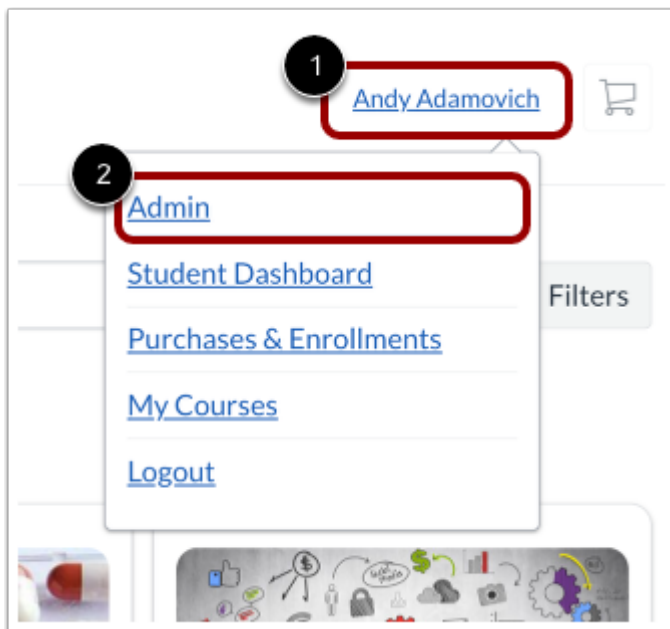 1
Andy Adamovich
2
Admin
Student Dashboard
Filters
Purchases & Enrollments
My Courses
Logout